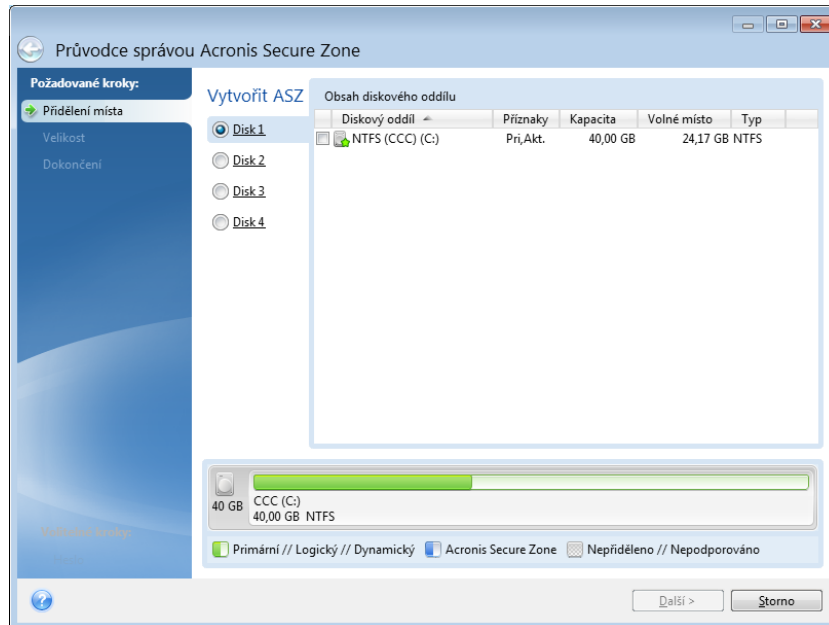 Průvodce správou Acronis Secure Zone
Požadované kroky:
Přidělení místa
Velikost
Dokončení
Vytvořit ASZ
Disk 1
Disk 2
Disk 3
Disk 4
Obsah diskového oddílu
Diskový oddíl Příznaky Kapacita Volné místo Typ
NTFS (CCC) (C:) Pri,Akt. 40,00 GB 24,17 GB NTFS
40 GB
CCC (C:)
40,00 GB NTFS
Primární // Logický // Dynamický Acronis Secure Zone Nepřiděleno // Nepodporováno
Další >
Storno